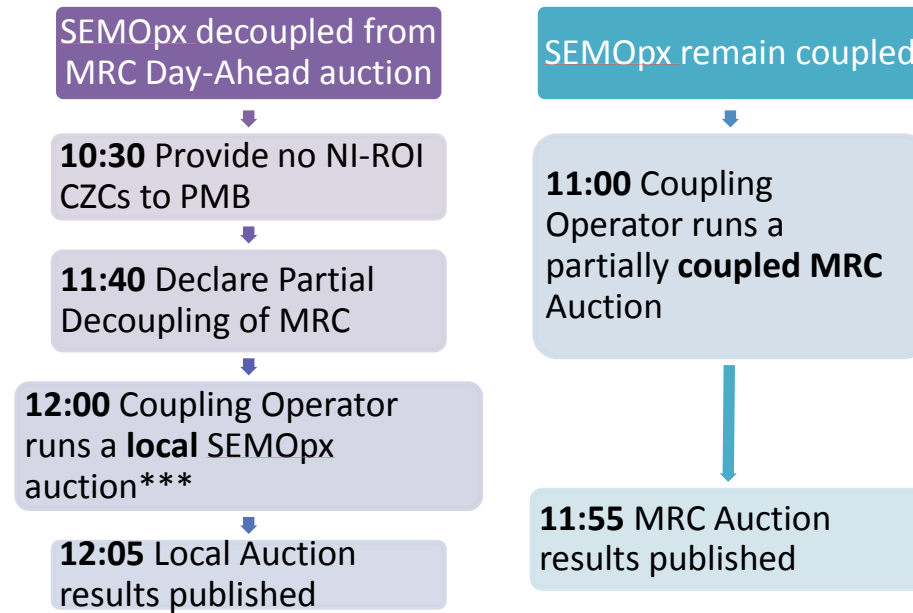 SEMOpx decoupled from
MRC Day-Ahead auction
10:30 Provide no NI-ROI
CZCs to PMB
11:40 Declare Partial
Decoupling of MRC
12:00 Coupling Operator
runs a local SEMOpx
auction***
12:05 Local Auction
results published
SEMOpx remain coupled
11:00 Coupling
Operator runs a
partially coupled MRC
Auction
11:55 MRC Auction
results published